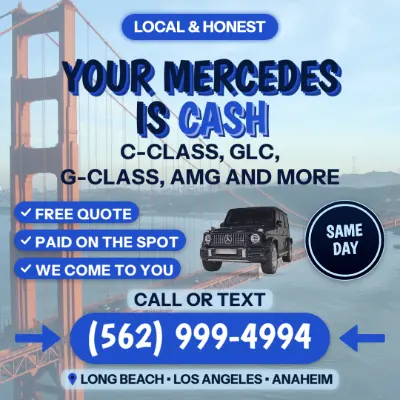 LOCAL & HONEST
YOUR MERCEDES
IS CASH
C-CLASS, GLC,
G-CLASS, AMG AND MORE
FREE QUOTE
PAID ON THE SPOT
WE COME TO YOU
SAME
DAY
CALL OR TEXT
(562) 999-4994
LONG BEACH • LOS ANGELES • ANAHEIM